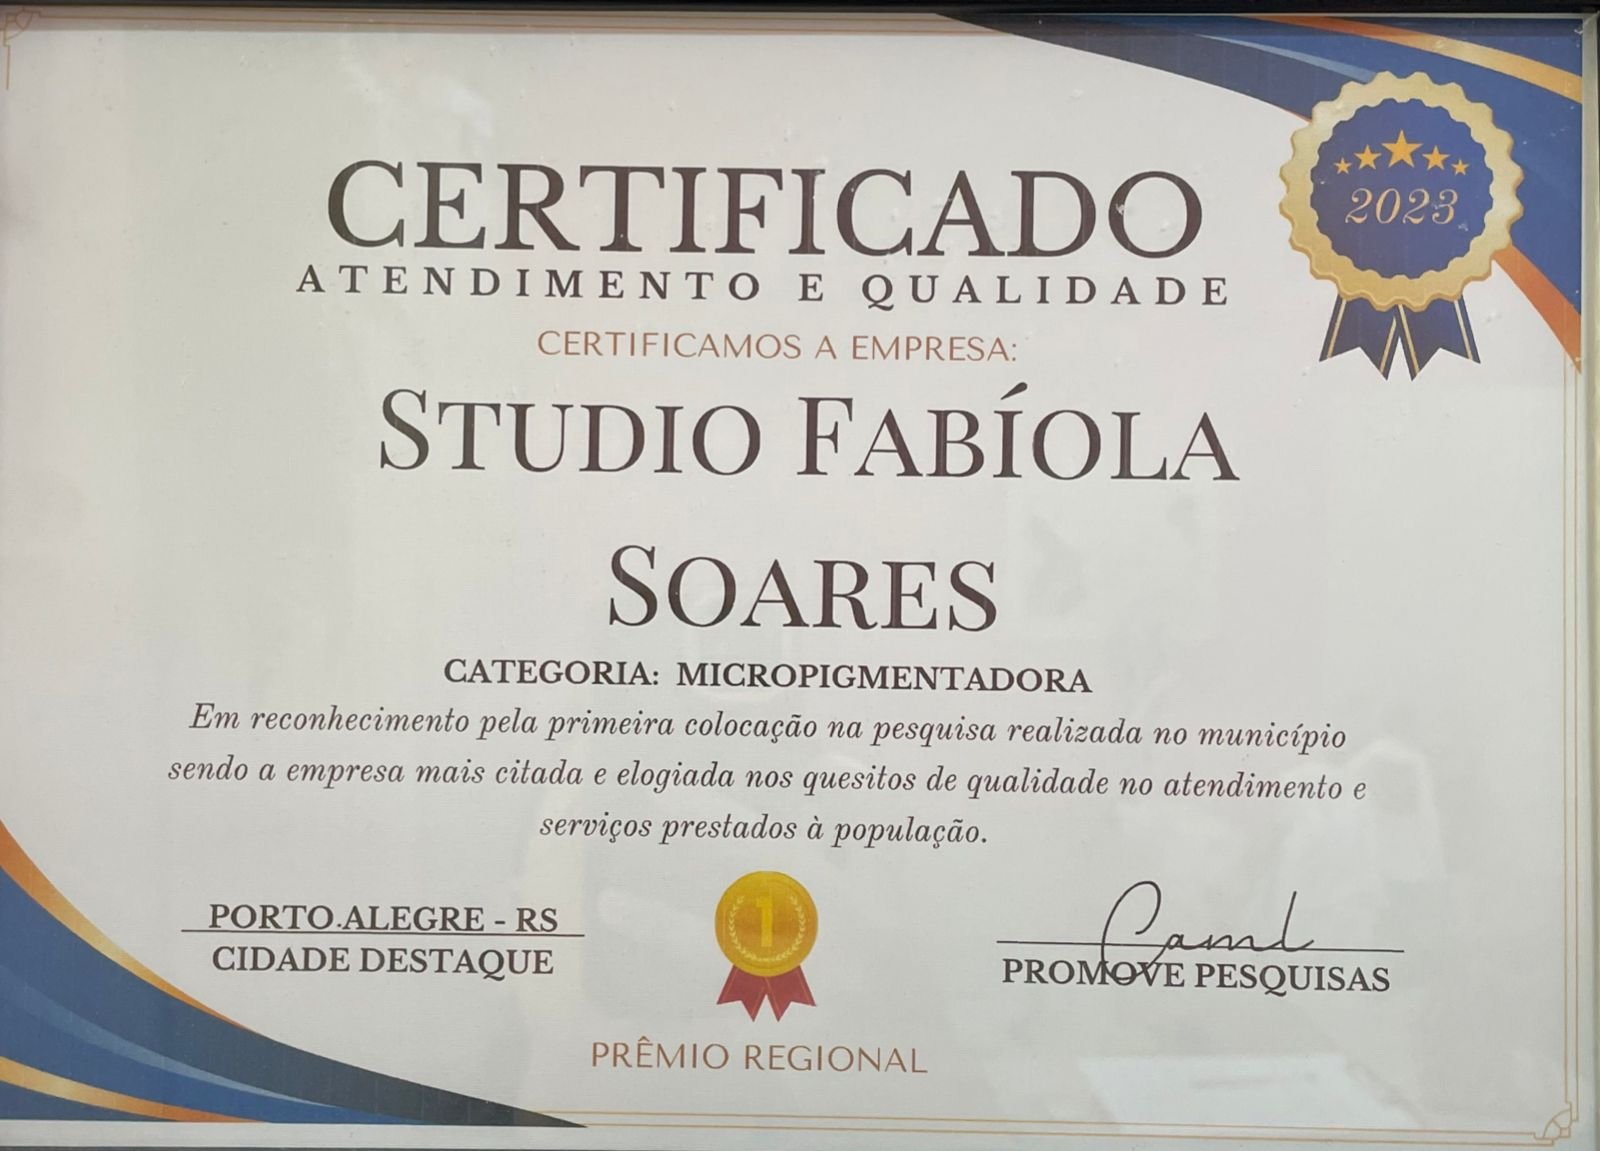 CERTIFICADO
ATENDIMENTO E QUALIDADE
2023
CERTIFICAMOS A EMPRESA:
STUDIO FABÍOLA
SOARES
CATEGORIA: MICROPIGMENTADORA
Em reconhecimento pela primeira colocação na pesquisa realizada no município
sendo a empresa mais citada e elogiada nos quesitos de qualidade no atendimento e
serviços prestados à população.
PORTO.ALEGRE - RS
CIDADE DESTAQUE
1
PROMOVE PESQUISAS
PRÊMIO REGIONAL